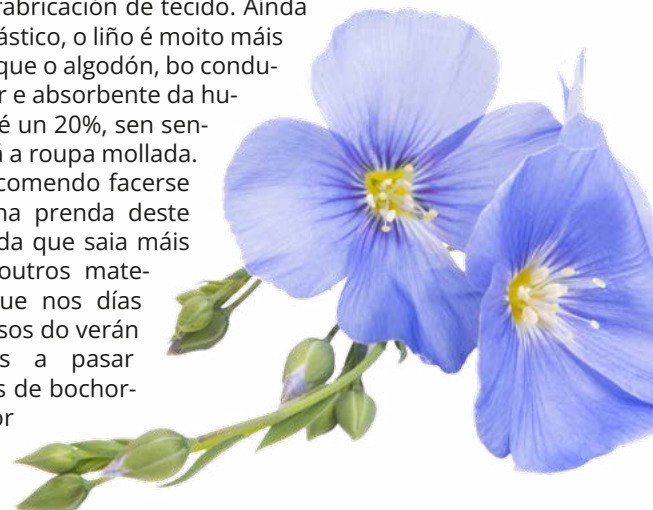 fabricación de tecido. Ainda
ástico, o liño é moito máis
que o algodón, bo condu-
r e absorbente da hu-
é un 20%, sen sen-
á a roupa mollada.
comendo facerse
na prenda deste
da que saia máis
outros mate-
ue nos días
sos do verán
s a pasar
s de bochor-
or